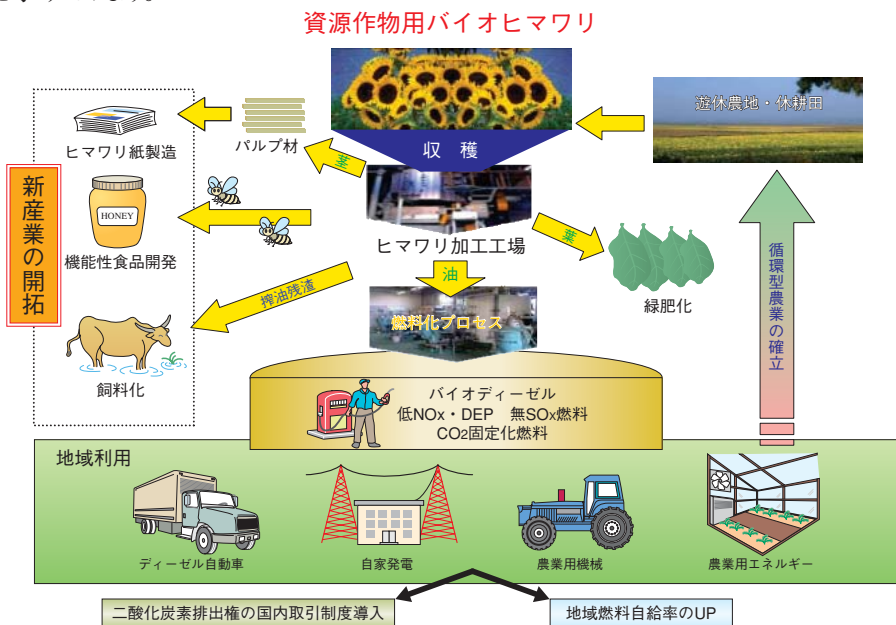 資源作物用バイオヒマワリ
遊休農地・休耕田
収 穫
パルプ材
ヒマワリ紙製造
茎
新産業の開拓
HONEY
機能性食品開発
ヒマワリ加工工場
葉
緑肥化
油
搾油残渣
燃料化プロセス
飼料化
循環型農業の確立
バイオディーゼル
低NOx・DEP 無SOx燃料
CO2固定化燃料
地域利用
ディーゼル自動車
自家発電
農業用機械
農業用エネルギー
二酸化炭素排出権の国内取引制度導入
地域燃料自給率のUP